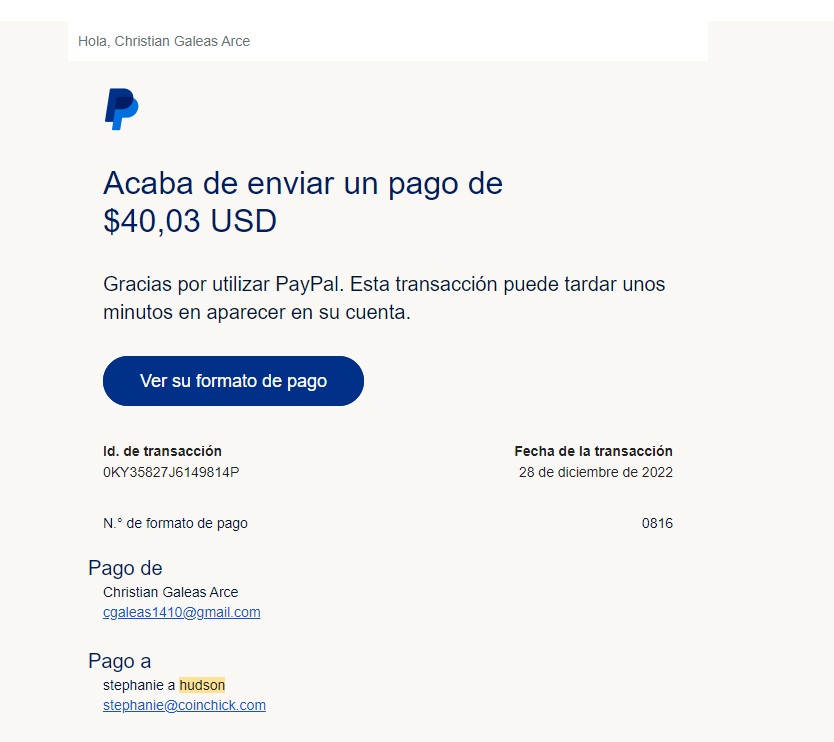 Hola, Christian Galeas Arce
Acaba de enviar un pago de
$40,03 USD
Gracias por utilizar PayPal. Esta transacción puede tardar unos
minutos en aparecer en su cuenta.
Ver su formato de pago
Id. de transacción
0KY35827J6149814P
Fecha de la transacción
28 de diciembre de 2022
N.° de formato de pago
0816
Pago de
Christian Galeas Arce
cgaleas1410@gmail.com
Pago a
stephanie a hudson
stephanie@coinchick.com